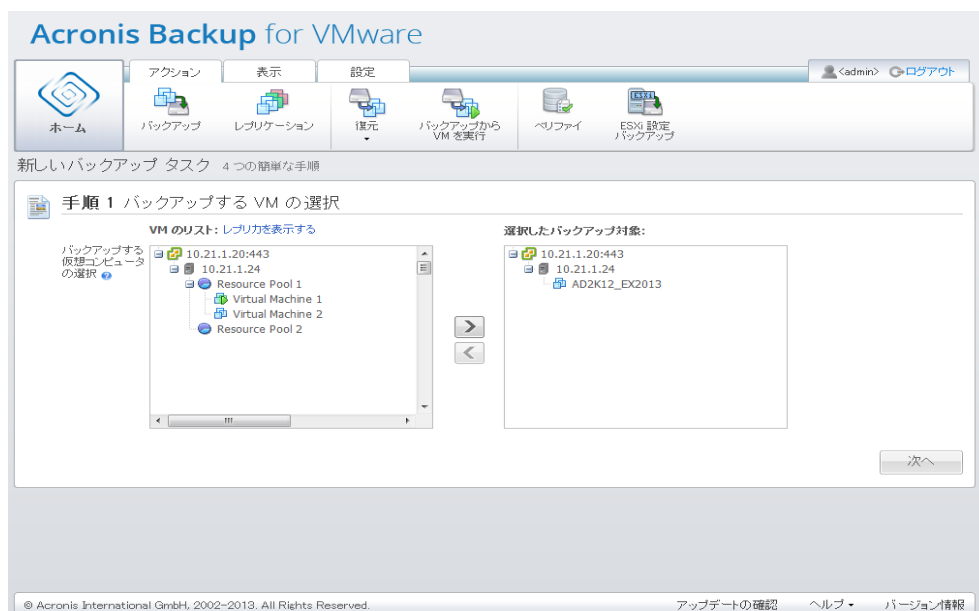 Acronis Backup for VMware
アクション 表示 設定
<admin> ログアウト
ホーム
バックアップ
レプリケーション
復元
バックアップから
VM を実行
ベリファイ
ESXi 設定
バックアップ
新しいバックアップ タスク 4 つの簡単な手順
手順 1 バックアップする VM の選択
VM のリスト: レプリカを表示する
選択したバックアップ対象:
バックアップする
仮想コンピュータ
の選択
10.21.1.20:443
10.21.1.24
Resource Pool 1
Virtual Machine 1
Virtual Machine 2
Resource Pool 2
10.21.1.20:443
10.21.1.24
AD2K12_EX2013
次へ
© Acronis International GmbH, 2002-2013. All Rights Reserved.
アップデートの確認 ヘルプ バージョン情報